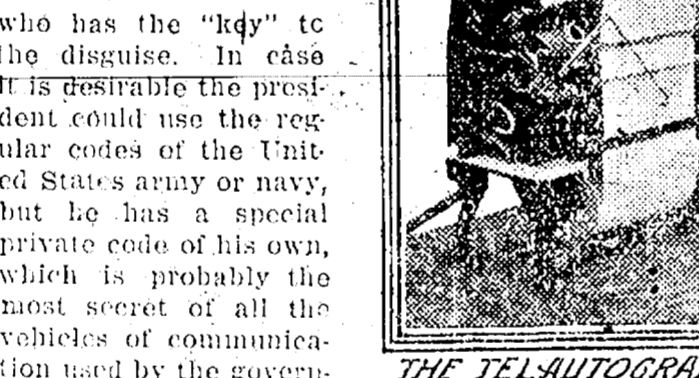 who has the "key" to
the disguise. In case
it is desirable the presi-
dent could use the reg-
ular codes of the Unit-
ed States army or navy,
but he has a special
private code of his own,
which is probably the
most secret of all the
vehicles of communica-
tion used by the govern-
THE TELAUTOGRA